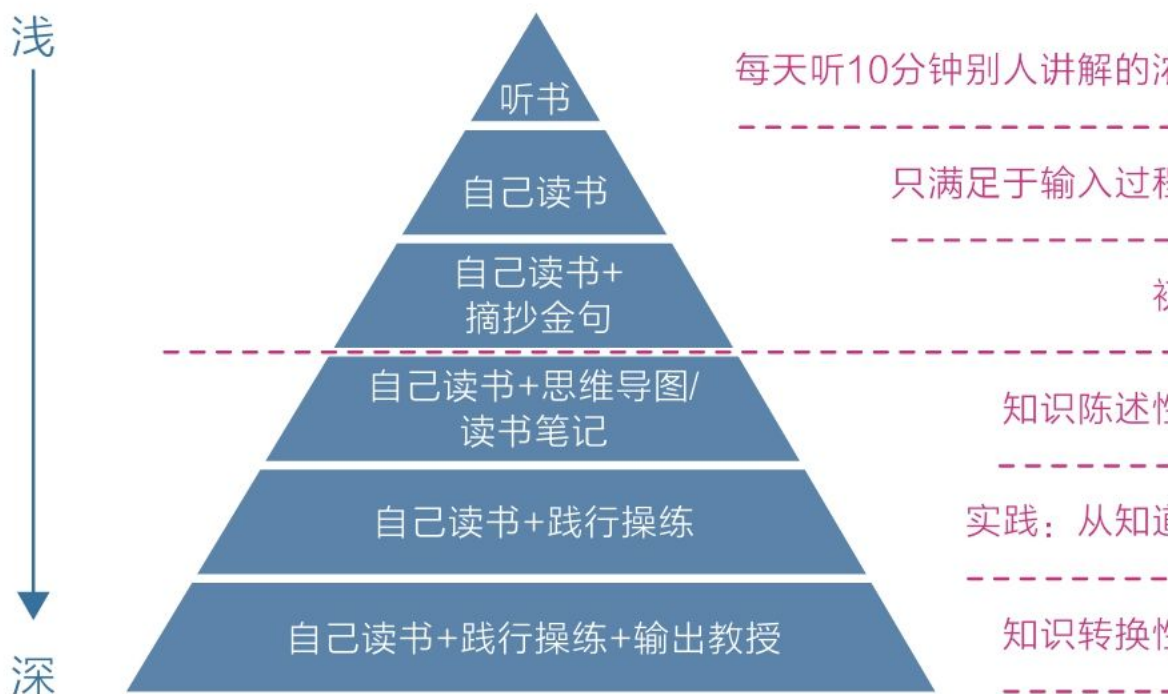 浅
听书
每天听10分钟别人讲解的
自己读书
只满足于输入过程
自己读书+
摘抄金句
自己读书+思维导图/
读书笔记
知识陈述性
自己读书+践行操练
实践：从知道
自己读书+践行操练+输出教授
知识转换性
深